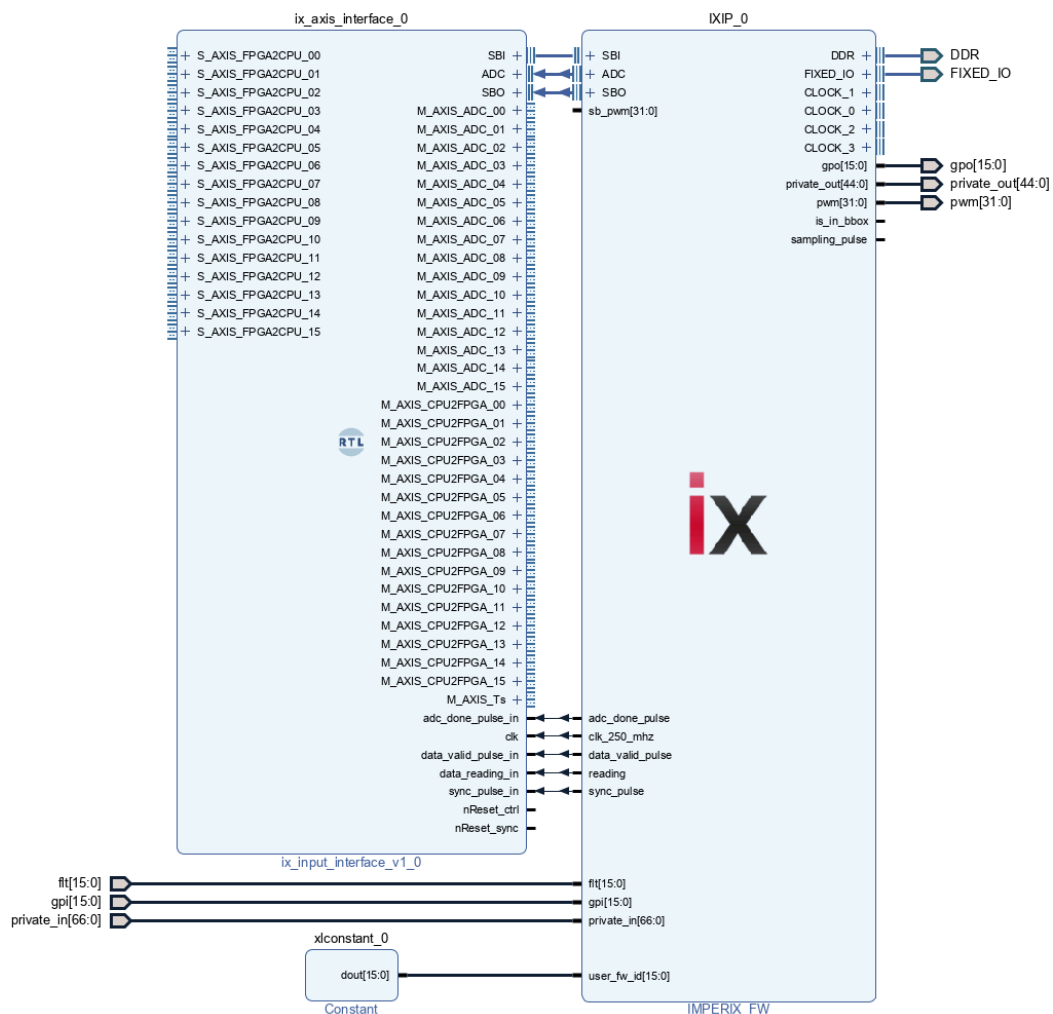 ix_axis_interface_0
S_AXIS_FPGA2CPU_00
S_AXIS_FPGA2CPU_01
S_AXIS_FPGA2CPU_02
S_AXIS_FPGA2CPU_03
S_AXIS_FPGA2CPU_04
S_AXIS_FPGA2CPU_05
S_AXIS_FPGA2CPU_06
S_AXIS_FPGA2CPU_07
S_AXIS_FPGA2CPU_08
S_AXIS_FPGA2CPU_09
S_AXIS_FPGA2CPU_10
S_AXIS_FPGA2CPU_11
S_AXIS_FPGA2CPU_12
S_AXIS_FPGA2CPU_13
S_AXIS_FPGA2CPU_14
S_AXIS_FPGA2CPU_15
SBI
ADC
SBO
M_AXIS_ADC_00
M_AXIS_ADC_01
M_AXIS_ADC_02
M_AXIS_ADC_03
M_AXIS_ADC_04
M_AXIS_ADC_05
M_AXIS_ADC_06
M_AXIS_ADC_07
M_AXIS_ADC_08
M_AXIS_ADC_09
M_AXIS_ADC_10
M_AXIS_ADC_11
M_AXIS_ADC_12
M_AXIS_ADC_13
M_AXIS_ADC_14
M_AXIS_ADC_15
M_AXIS_CPU2FPGA_00
M_AXIS_CPU2FPGA_01
M_AXIS_CPU2FPGA_02
M_AXIS_CPU2FPGA_03
M_AXIS_CPU2FPGA_04
M_AXIS_CPU2FPGA_05
M_AXIS_CPU2FPGA_06
M_AXIS_CPU2FPGA_07
M_AXIS_CPU2FPGA_08
M_AXIS_CPU2FPGA_09
M_AXIS_CPU2FPGA_10
M_AXIS_CPU2FPGA_11
M_AXIS_CPU2FPGA_12
M_AXIS_CPU2FPGA_13
M_AXIS_CPU2FPGA_14
M_AXIS_CPU2FPGA_15
M_AXIS_Ts
adc_done_pulse_in
clk
data_valid_pulse_in
data_reading_in
sync_pulse_in
nReset_ctrl
nReset_sync
RTL
ix_input_interface_v1_0
IXIP_0
SBI
ADC
SBO
sb_pwm[31:0]
adc_done_pulse
clk_250_mhz
data_valid_pulse
reading
sync_pulse
flt[15:0]
gpi[15:0]
private_in[66:0]
user_fw_id[15:0]
DDR
FIXED_IO
CLOCK_1
CLOCK_0
CLOCK_2
CLOCK_3
gpo[15:0]
private_out[44:0]
pwm[31:0]
is_in_bbox
sampling_pulse
ix
IMPERIX_FW
DDR
FIXED_IO
gpo[15:0]
private_out[44:0]
pwm[31:0]
flt[15:0]
gpi[15:0]
private_in[66:0]
xlconstant_0
dout[15:0]
Constant